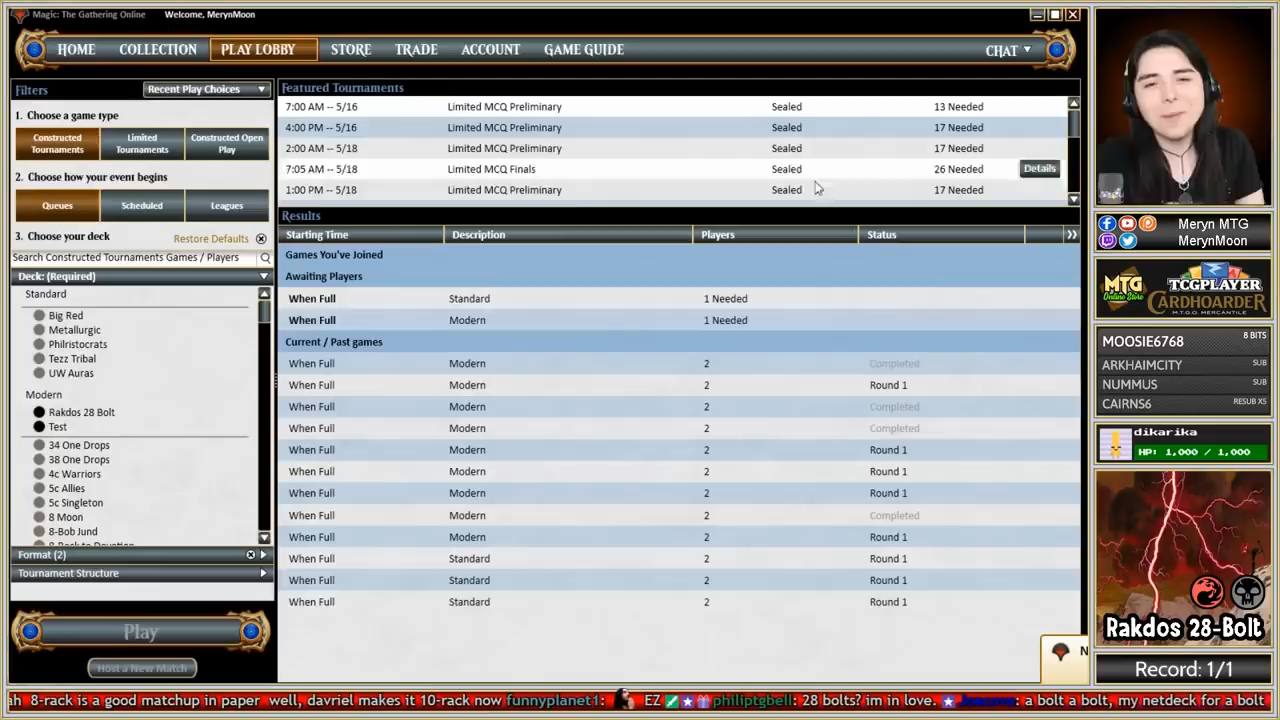 Magic: The Gathering Online Welcome, MerynMoon
HOME COLLECTION PLAY LOBBY STORE TRADE ACCOUNT GAME GUIDE CHAT
Filters Recent Play Choices
1. Choose a game type
Constructed Tournaments Limited Tournaments Constructed Open Play
2. Choose how your event begins
Queues Scheduled Leagues
3. Choose your deck Restore Defaults
Search Constructed Tournaments Games / Players
Deck: (Required)
Standard
Big Red
Metallurgic
Philristocrats
Tezz Tribal
UW Auras
Modern
Rakdos 28 Bolt
Test
34 One Drops
38 One Drops
4c Warriors
5c Allies
5c Singleton
8 Moon
8-Bob Jund
Format (2)
Tournament Structure
Play
Host a New Match
Featured Tournaments
7:00 AM -- 5/16 Limited MCQ Preliminary Sealed 13 Needed
4:00 PM -- 5/16 Limited MCQ Preliminary Sealed 17 Needed
2:00 AM -- 5/18 Limited MCQ Preliminary Sealed 17 Needed
7:05 AM -- 5/18 Limited MCQ Finals Sealed 26 Needed Details
1:00 PM -- 5/18 Limited MCQ Preliminary Sealed 17 Needed
Results
Starting Time Description Players Status
Games You've Joined
Awaiting Players
When Full Standard 1 Needed
When Full Modern 1 Needed
Current / Past games
When Full Modern 2 Completed
When Full Modern 2 Round 1
When Full Modern 2 Completed
When Full Modern 2 Completed
When Full Modern 2 Round 1
When Full Modern 2 Round 1
When Full Modern 2 Round 1
When Full Modern 2 Completed
When Full Modern 2 Round 1
When Full Standard 2 Round 1
When Full Standard 2 Round 1
When Full Standard 2 Round 1
N
Meryn MTG
MerynMoon
MTG Online Store TCGPLAYER
CARDHOARDER
M.T.G.O. MERCANTILE
MOOSIE6768 8 BITS
ARKHAIMCITY SUB
NUMMUS SUB
CAIRNS6 RESUB X5
dikarika
HP: 1,000 / 1,000
Rakdos 28-Bolt
Record: 1/1
ah 8-rack is a good matchup in paper well, davriel makes it 10-rack now funnyplanet1: EZ philiptgbell: 28 bolts? im in love. : a bolt a bolt, my netdeck for a bolt